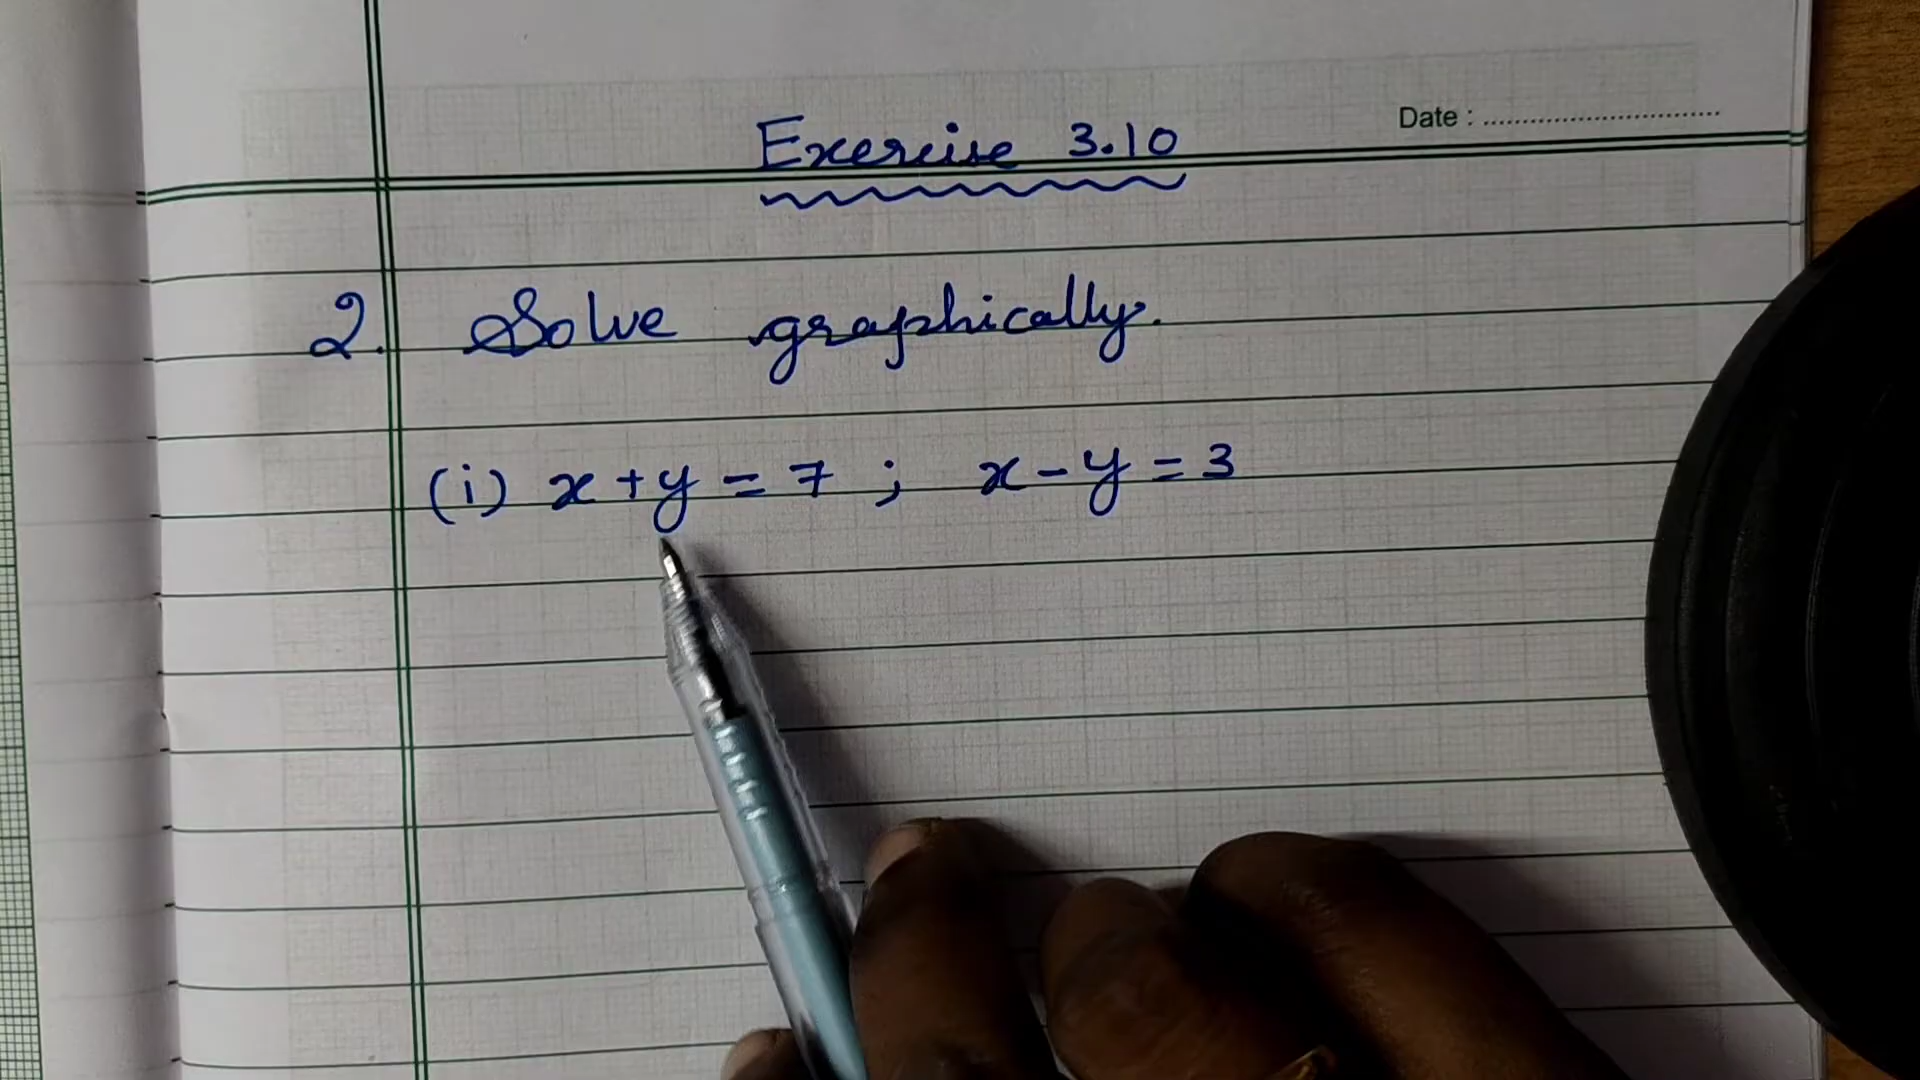 Date : ..............................
Exercise 3.10
2. Solve graphically.
(i) x + y = 7 ; x - y = 3